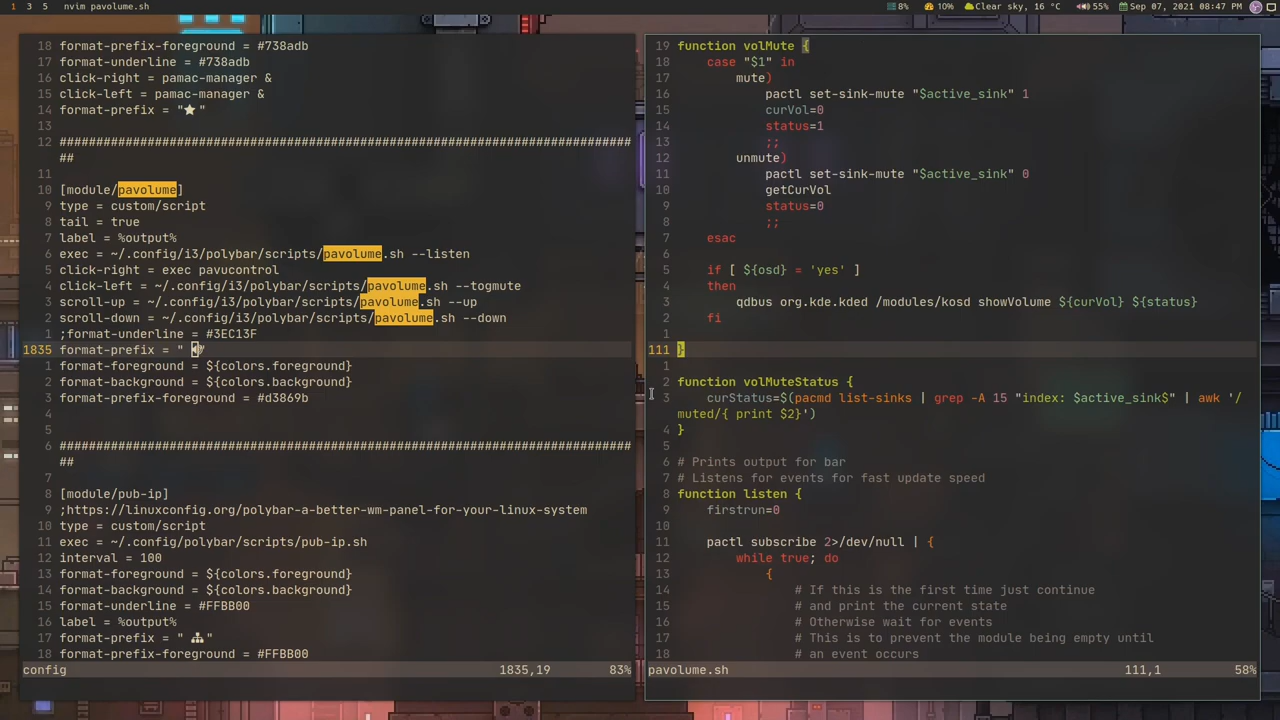 1 3 5 nvim pavolume.sh 8% 10% Clear sky, 16 °C 55% Sep 07, 2021 08:47 PM
18 format-prefix-foreground = #738adb
17 format-underline = #738adb
16 click-right = pamac-manager &
15 click-left = pamac-manager &
14 format-prefix = "★ "
13
12 ##############################################################################
##
11
10 [module/pavolume]
9 type = custom/script
8 tail = true
7 label = %output%
6 exec = ~/.config/i3/polybar/scripts/pavolume.sh --listen
5 click-right = exec pavucontrol
4 click-left = ~/.config/i3/polybar/scripts/pavolume.sh --togmute
3 scroll-up = ~/.config/i3/polybar/scripts/pavolume.sh --up
2 scroll-down = ~/.config/i3/polybar/scripts/pavolume.sh --down
1 ;format-underline = #3EC13F
1835 format-prefix = " "
1 format-foreground = ${colors.foreground}
2 format-background = ${colors.background}
3 format-prefix-foreground = #d3869b
4
5
6 ##############################################################################
##
7
8 [module/pub-ip]
9 ;https://linuxconfig.org/polybar-a-better-wm-panel-for-your-linux-system
10 type = custom/script
11 exec = ~/.config/polybar/scripts/pub-ip.sh
12 interval = 100
13 format-foreground = ${colors.foreground}
14 format-background = ${colors.background}
15 format-underline = #FFBB00
16 label = %output%
17 format-prefix = " "
18 format-prefix-foreground = #FFBB00
config 1835,19 83%
19 function volMute {
18 case "$1" in
17 mute)
16 pactl set-sink-mute "$active_sink" 1
15 curVol=0
14 status=1
13 ;;
12 unmute)
11 pactl set-sink-mute "$active_sink" 0
10 getCurVol
9 status=0
8 ;;
7 esac
6
5 if [ ${osd} = 'yes' ]
4 then
3 qdbus org.kde.kded /modules/kosd showVolume ${curVol} ${status}
2 fi
1
111 }
1
2 function volMuteStatus {
3 curStatus=$(pacmd list-sinks | grep -A 15 "index: $active_sink$" | awk '/
muted/{ print $2}')
4 }
5
6 # Prints output for bar
7 # Listens for events for fast update speed
8 function listen {
9 firstrun=0
10
11 pactl subscribe 2>/dev/null | {
12 while true; do
13 {
14 # If this is the first time just continue
15 # and print the current state
16 # Otherwise wait for events
17 # This is to prevent the module being empty until
18 # an event occurs
pavolume.sh 111,1 58%